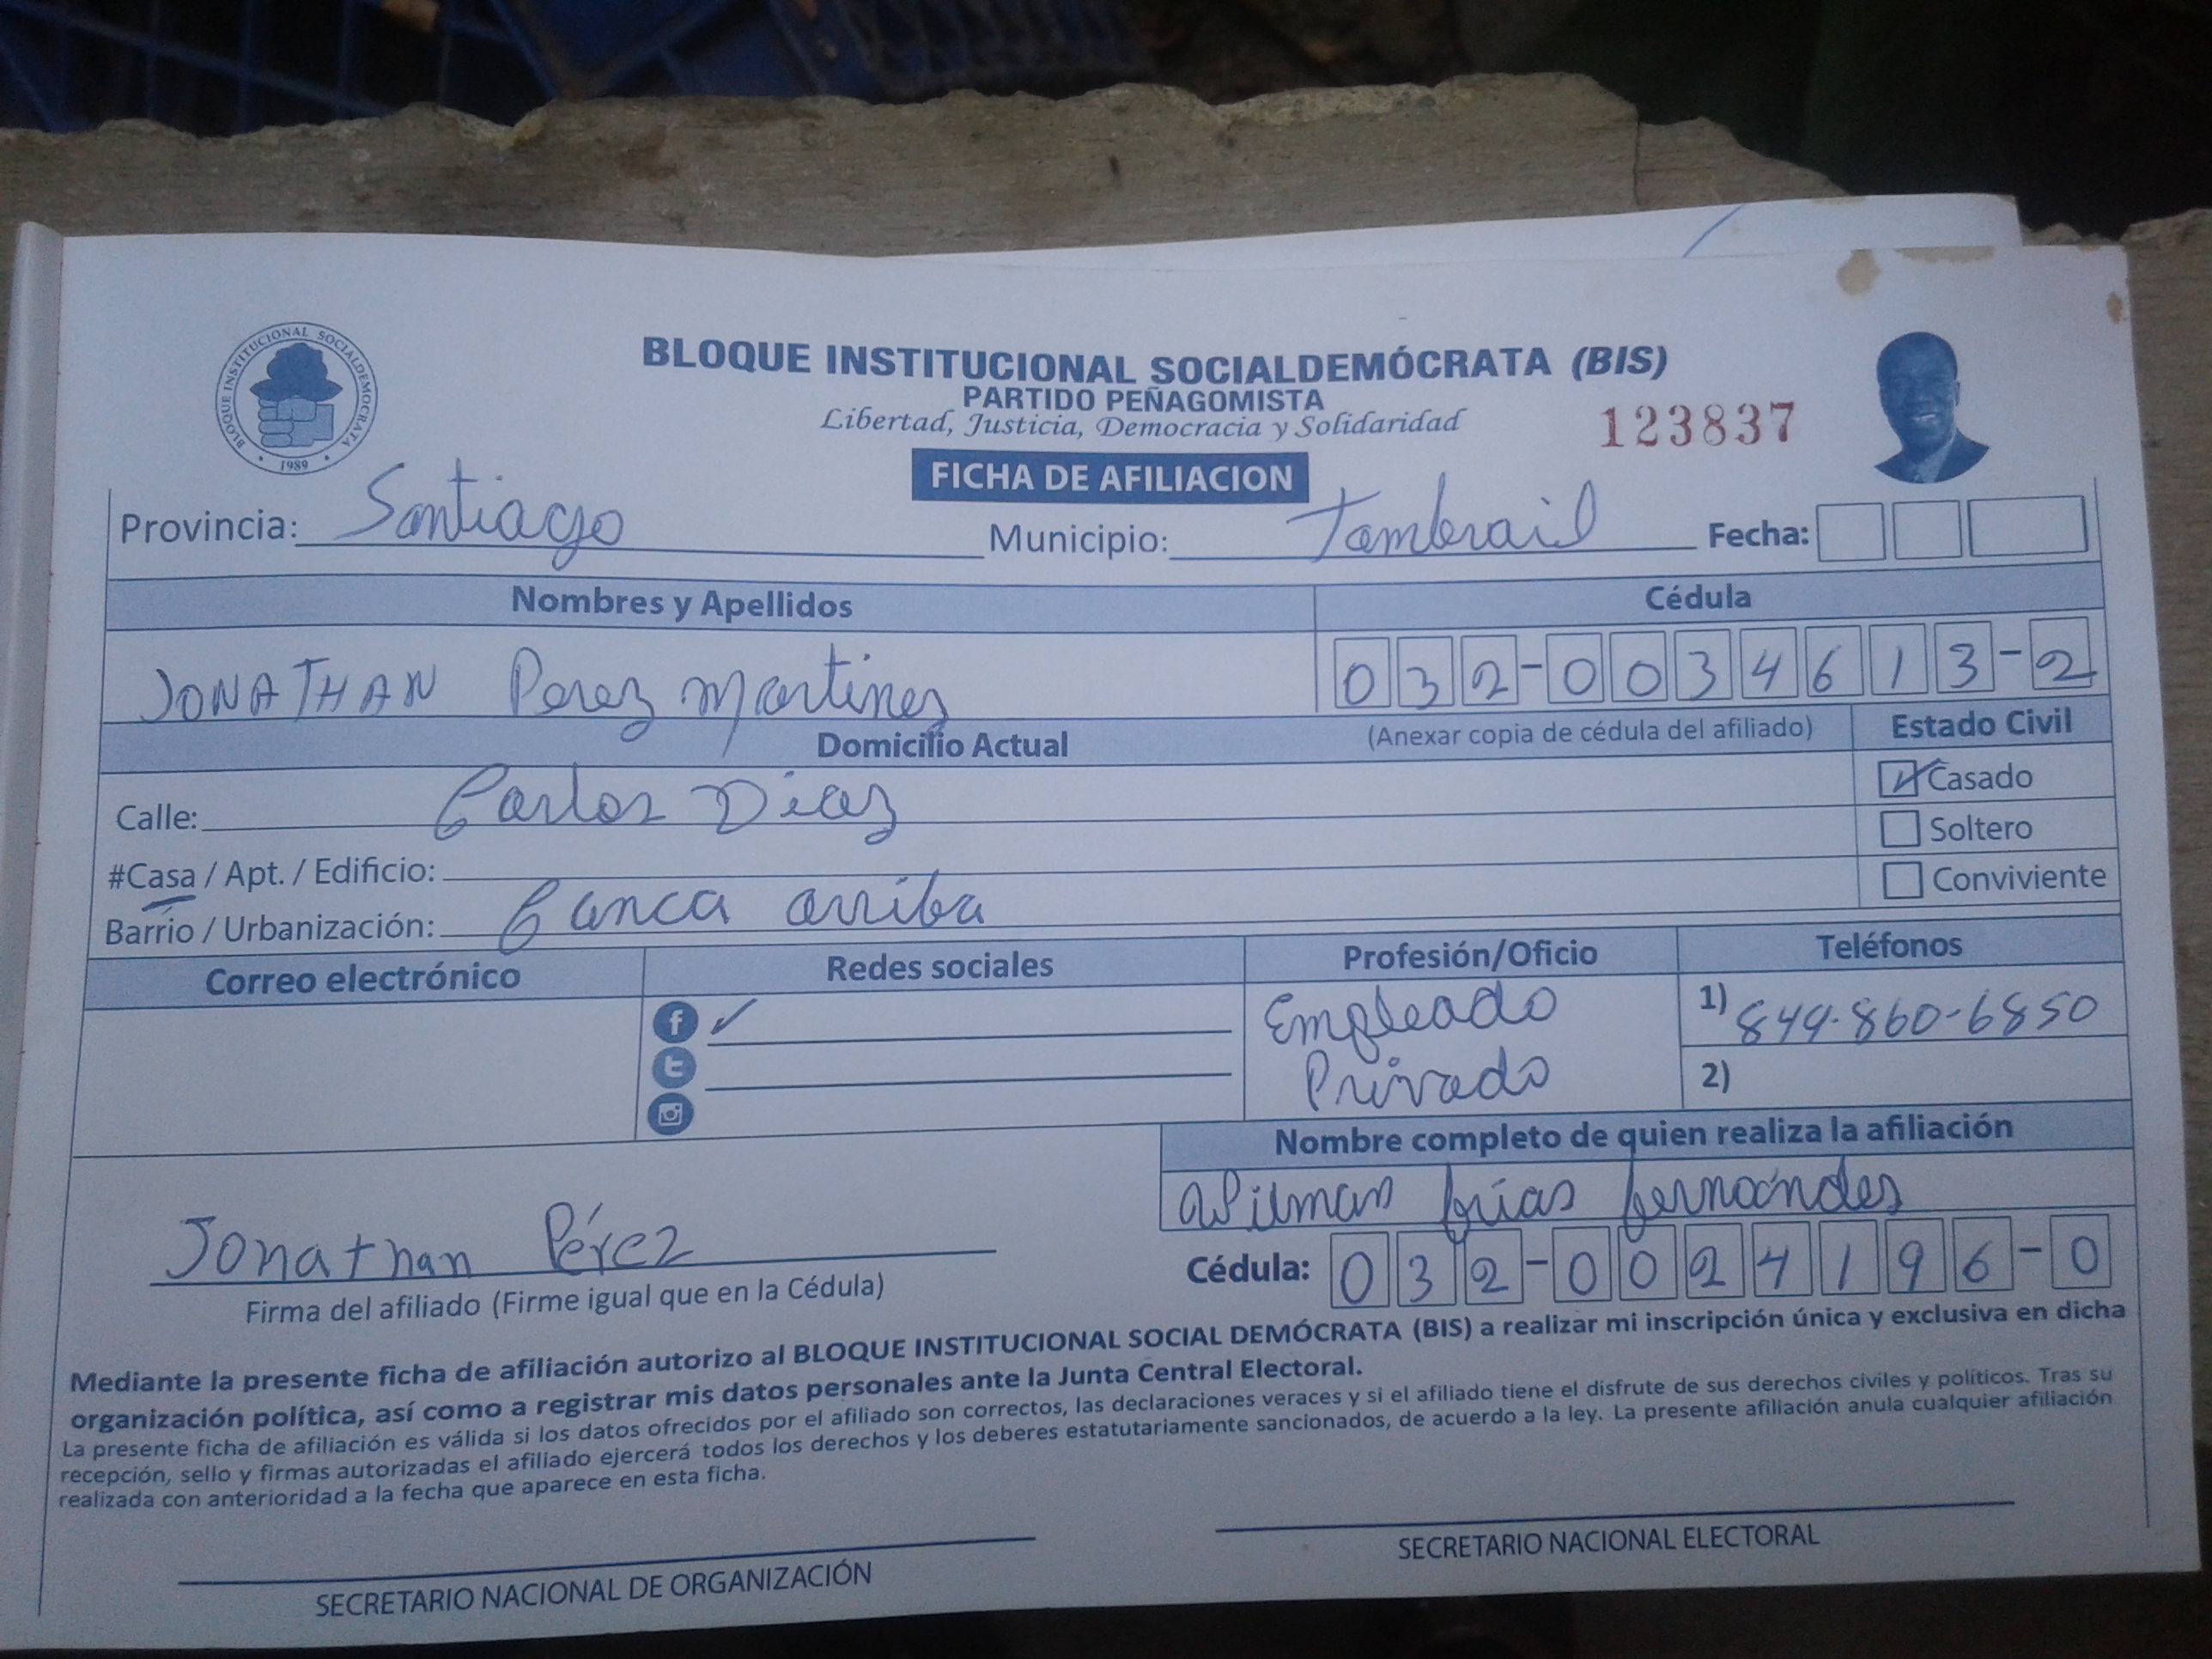 BLOQUE INSTITUCIONAL SOCIALDEMOCRATA
1989
BLOQUE INSTITUCIONAL SOCIALDEMÓCRATA (BIS)
PARTIDO PEÑAGOMISTA
Libertad, Justicia, Democracia y Solidaridad
123837
FICHA DE AFILIACION
Provincia: Santiago Municipio: Tambrail Fecha:
Nombres y Apellidos Cédula
JONATHAN Perez Martines 032-0034613-2
Domicilio Actual (Anexar copia de cédula del afiliado) Estado Civil
Calle: Carlos Diaz Casado
Soltero
#Casa / Apt. / Edificio: Conviviente
Barrio / Urbanización: Canca arriba
Correo electrónico Redes sociales Profesión/Oficio Teléfonos
Empleado 1) 849-860-6850
Privado 2)
Nombre completo de quien realiza la afiliación
Wilman frías fernández
Jonathan Pérez
Cédula: 032-0024196-0
Firma del afiliado (Firme igual que en la Cédula)
Mediante la presente ficha de afiliación autorizo al BLOQUE INSTITUCIONAL SOCIAL DEMÓCRATA (BIS) a realizar mi inscripción única y exclusiva en dicha
organización política, así como a registrar mis datos personales ante la Junta Central Electoral.
La presente ficha de afiliación es válida si los datos ofrecidos por el afiliado son correctos, las declaraciones veraces y si el afiliado tiene el disfrute de sus derechos civiles y políticos. Tras su
recepción, sello y firmas autorizadas el afiliado ejercerá todos los derechos y los deberes estatutariamente sancionados, de acuerdo a la ley. La presente afiliación anula cualquier afiliación
realizada con anterioridad a la fecha que aparece en esta ficha.
SECRETARIO NACIONAL DE ORGANIZACIÓN
SECRETARIO NACIONAL ELECTORAL